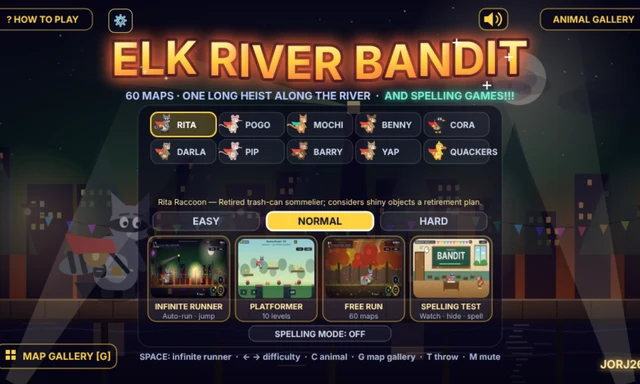 ? HOW TO PLAY
ANIMAL GALLERY
ELK RIVER BANDIT
60 MAPS · ONE LONG HEIST ALONG THE RIVER · AND SPELLING GAMES!!!
RITA POGO MOCHI BENNY CORA
DARLA PIP BARRY YAP QUACKERS
Rita Raccoon — Retired trash-can sommelier; considers shiny objects a retirement plan.
EASY NORMAL HARD
BANDIT
INFINITE RUNNER PLATFORMER FREE RUN SPELLING TEST
Auto-run · jump 10 levels 60 maps Watch · hide · spell
SPELLING MODE: OFF
MAP GALLERY [G]
SPACE: infinite runner · ← → difficulty · C animal · G map gallery · T throw · M mute